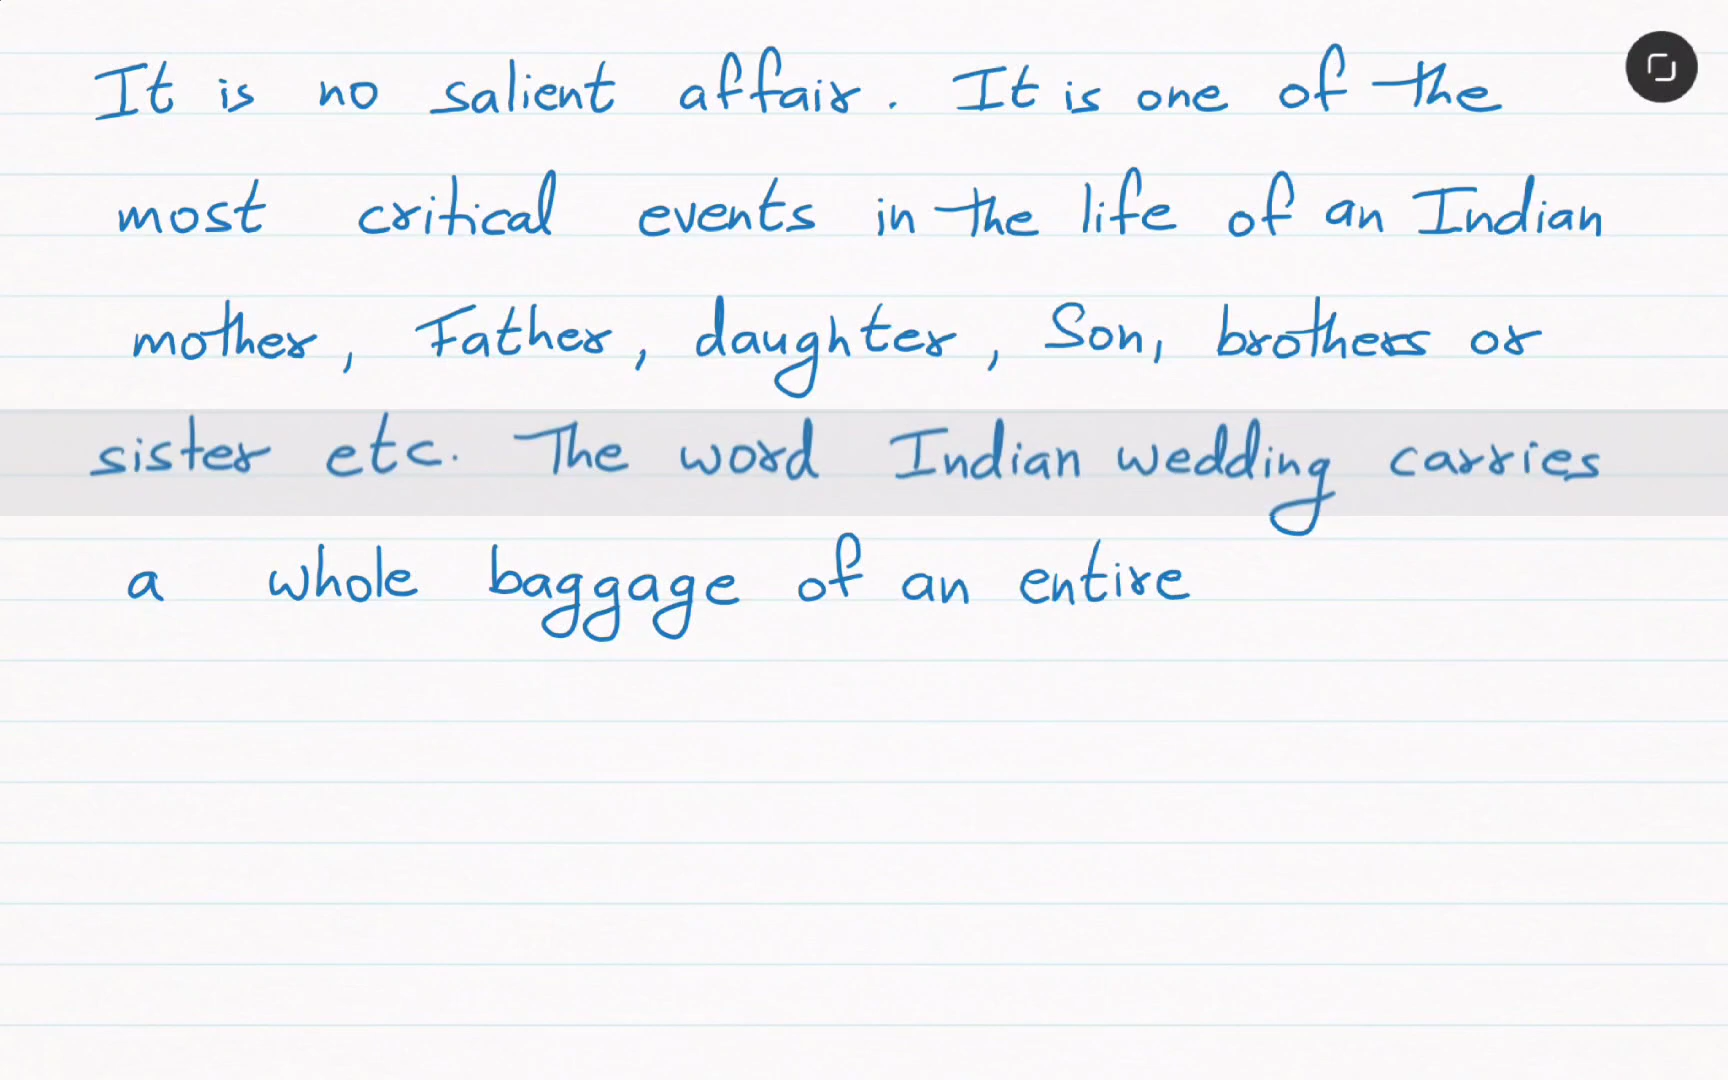 It is no salient affair. It is one of the
most critical events in the life of an Indian
mother, Father, daughter, Son, brothers or
sister etc. The word Indian wedding carries
a whole baggage of an entire